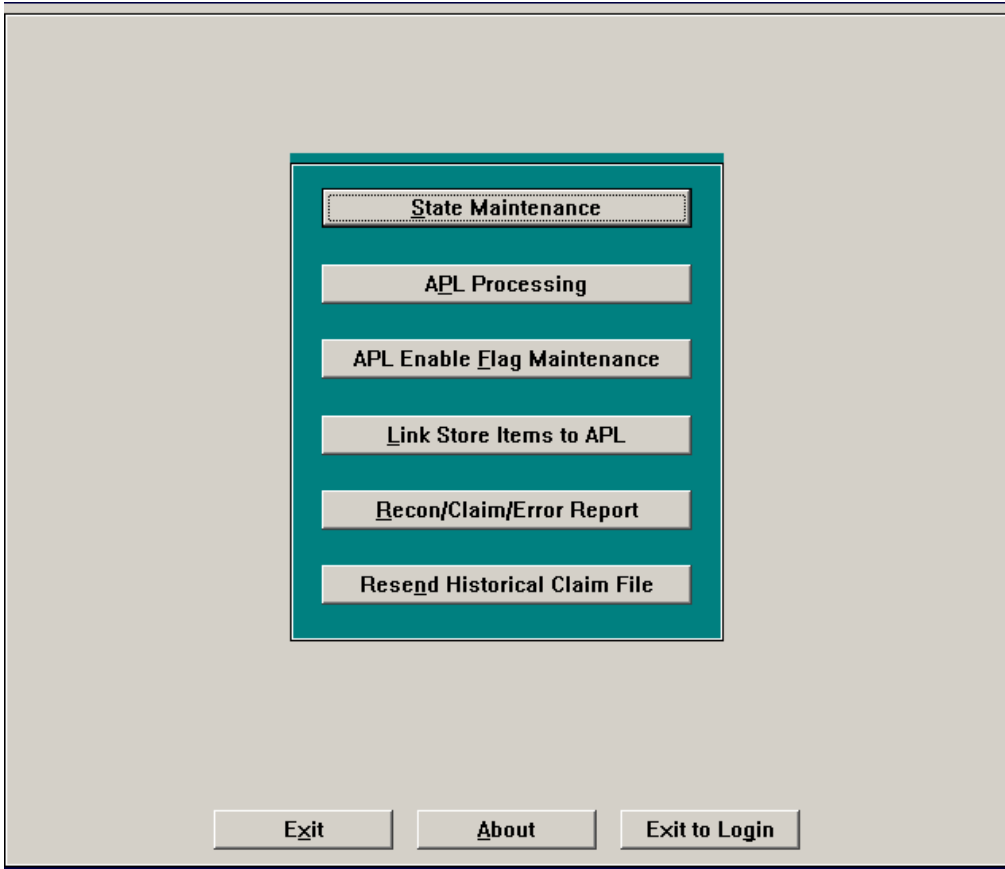 State Maintenance
APL Processing
APL Enable Flag Maintenance
Link Store Items to APL
Recon/Claim/Error Report
Resend Historical Claim File
Exit About Exit to Login